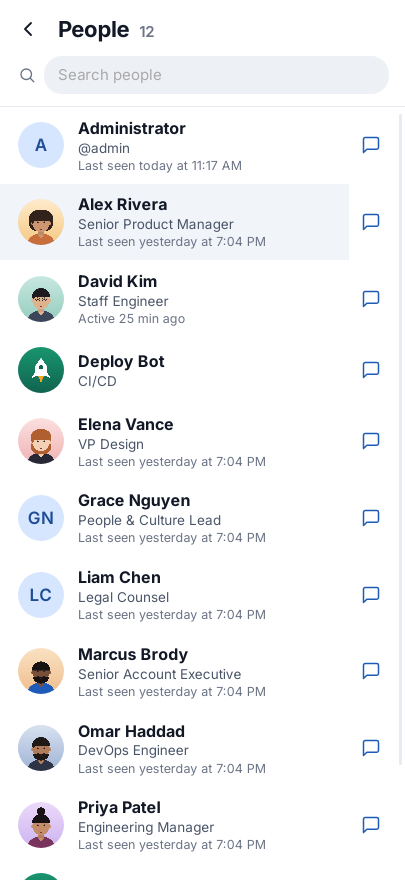 People 12
Search people
A
Administrator
@admin
Last seen today at 11:17 AM
Alex Rivera
Senior Product Manager
Last seen yesterday at 7:04 PM
David Kim
Staff Engineer
Active 25 min ago
Deploy Bot
CI/CD
Elena Vance
VP Design
Last seen yesterday at 7:04 PM
GN
Grace Nguyen
People & Culture Lead
Last seen yesterday at 7:04 PM
LC
Liam Chen
Legal Counsel
Last seen yesterday at 7:04 PM
Marcus Brody
Senior Account Executive
Last seen yesterday at 7:04 PM
Omar Haddad
DevOps Engineer
Last seen yesterday at 7:04 PM
Priya Patel
Engineering Manager
Last seen yesterday at 7:04 PM